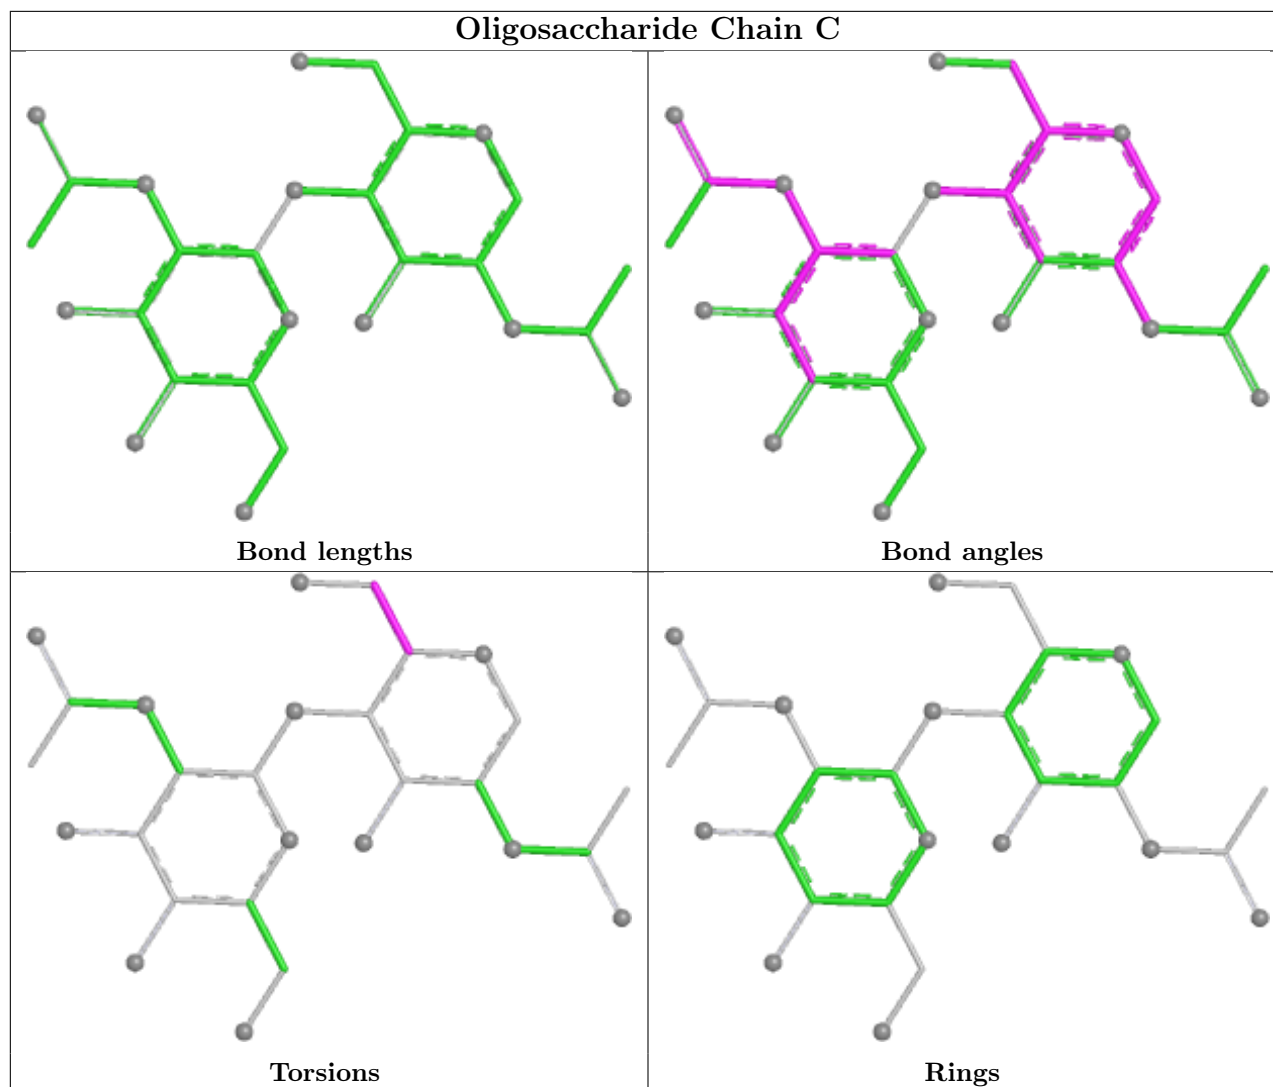 Oligosaccharide Chain C
Bond lengths
Bond angles
Torsions
Rings